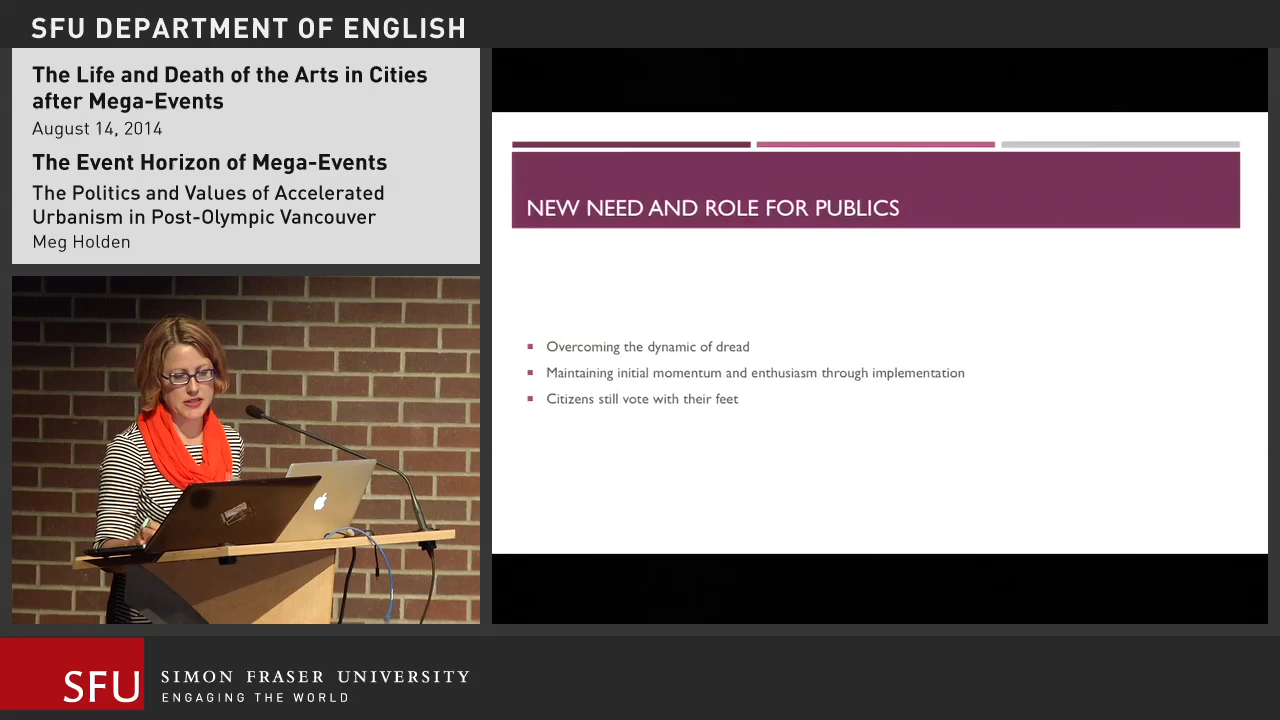 SFU DEPARTMENT OF ENGLISH
The Life and Death of the Arts in Cities
after Mega-Events
August 14, 2014
The Event Horizon of Mega-Events
The Politics and Values of Accelerated
Urbanism in Post-Olympic Vancouver
Meg Holden
NEW NEED AND ROLE FOR PUBLICS
▪ Overcoming the dynamic of dread
▪ Maintaining initial momentum and enthusiasm through implementation
▪ Citizens still vote with their feet
SFU
SIMON FRASER UNIVERSITY
ENGAGING THE WORLD